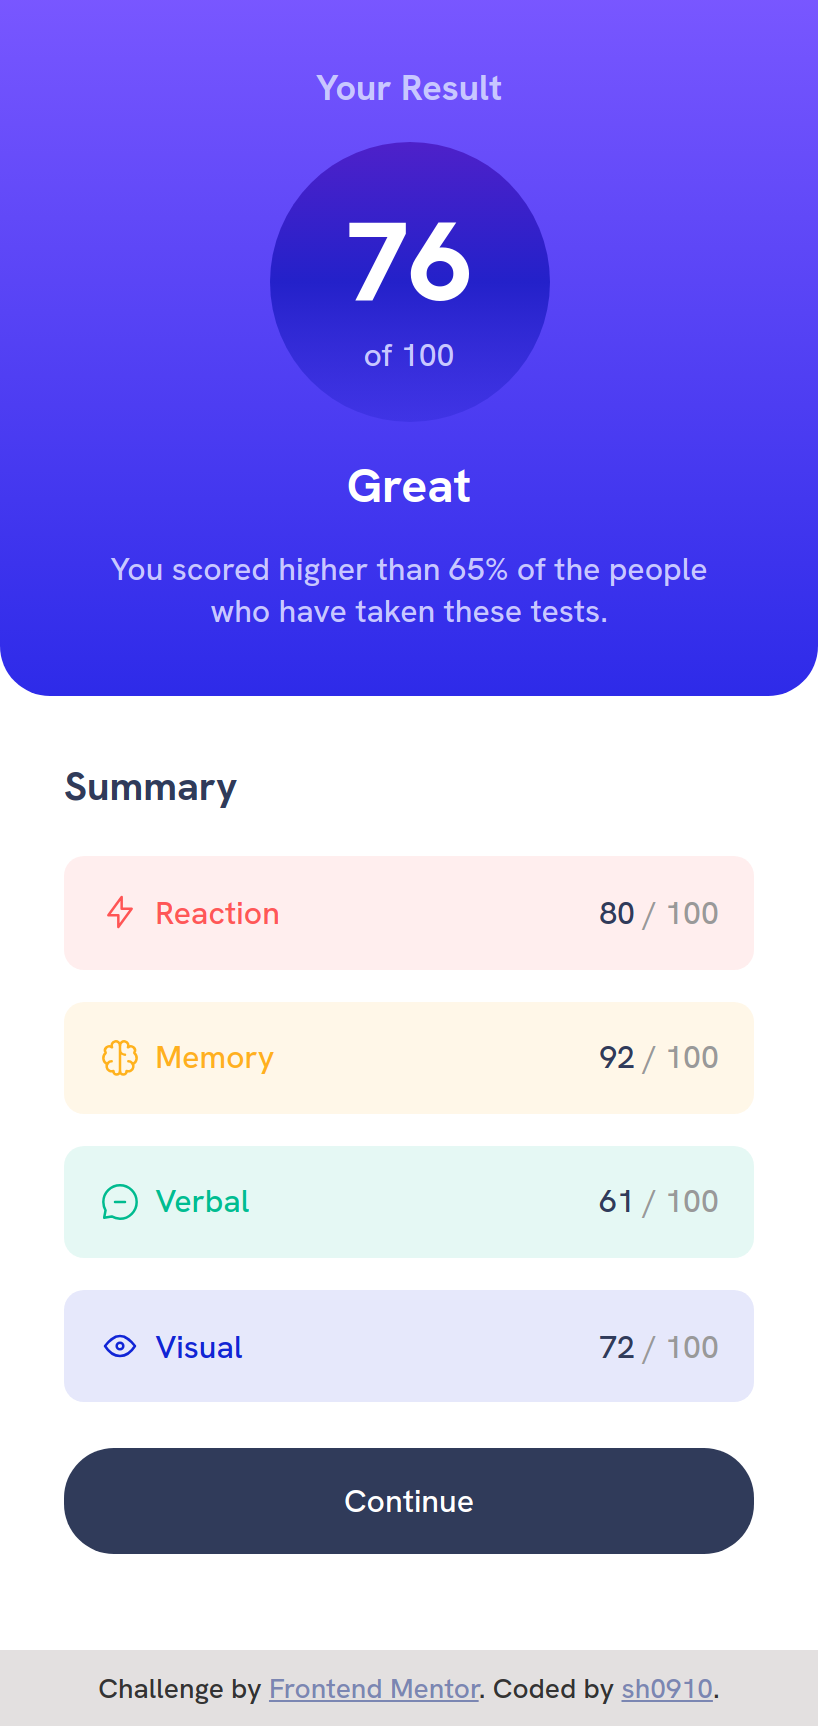 Your Result
76
of 100
Great
You scored higher than 65% of the people
who have taken these tests.
Summary
Reaction 80 / 100
Memory 92 / 100
Verbal 61 / 100
Visual 72 / 100
Continue
Challenge by Frontend Mentor. Coded by sh0910.